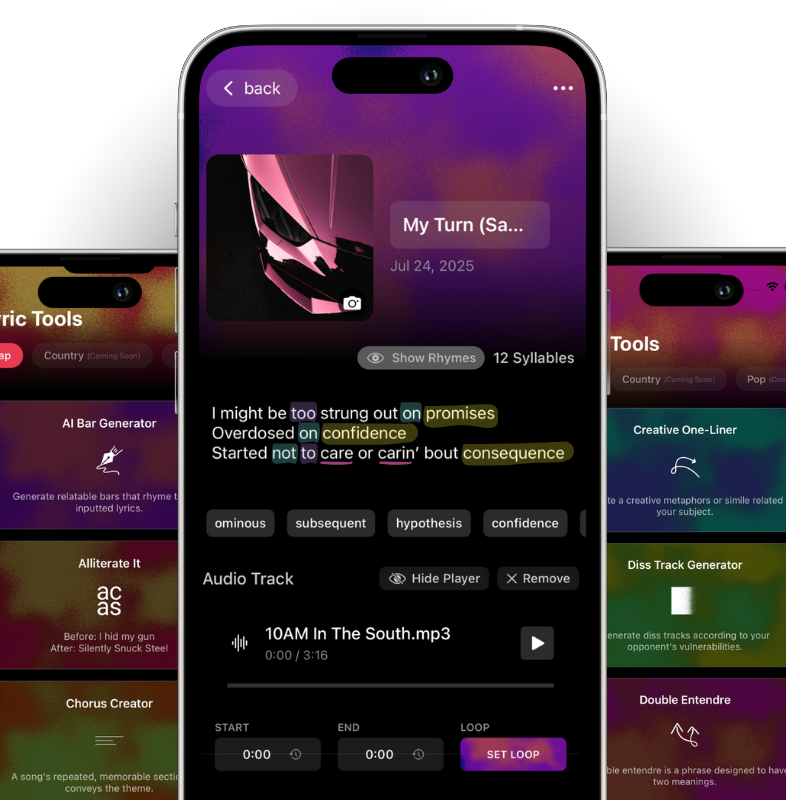 back
My Turn (Sa...
Jul 24, 2025
Show Rhymes
12 Syllables
I might be too strung out on promises
Overdosed on confidence
Started not to care or carin’ bout consequence
ominous
subsequent
hypothesis
confidence
Audio Track
Hide Player
Remove
10AM In The South.mp3
0:00 / 3:16
START
END
LOOP
0:00
0:00
SET LOOP
ric Tools
ap
Country (Coming Soon)
AI Bar Generator
Generate relatable bars that rhyme t
inputted lyrics.
Alliterate It
ac
as
Before: I hid my gun
After: Silently Snuck Steel
Chorus Creator
A song's repeated, memorable secti
conveys the theme.
Tools
Country (Coming Soon)
Pop (Com
Creative One-Liner
te a creative metaphors or simile related
your subject.
Diss Track Generator
enerate diss tracks according to your
opponent's vulnerabilities.
Double Entendre
ble entendre is a phrase designed to have
two meanings.